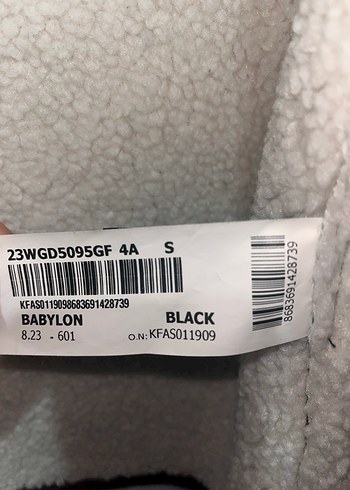 23WGD5095GF 4A S
KFAS0119098683691428739
BABYLON BLACK
8.23 - 601 O.N: KFAS011909
8683691428739